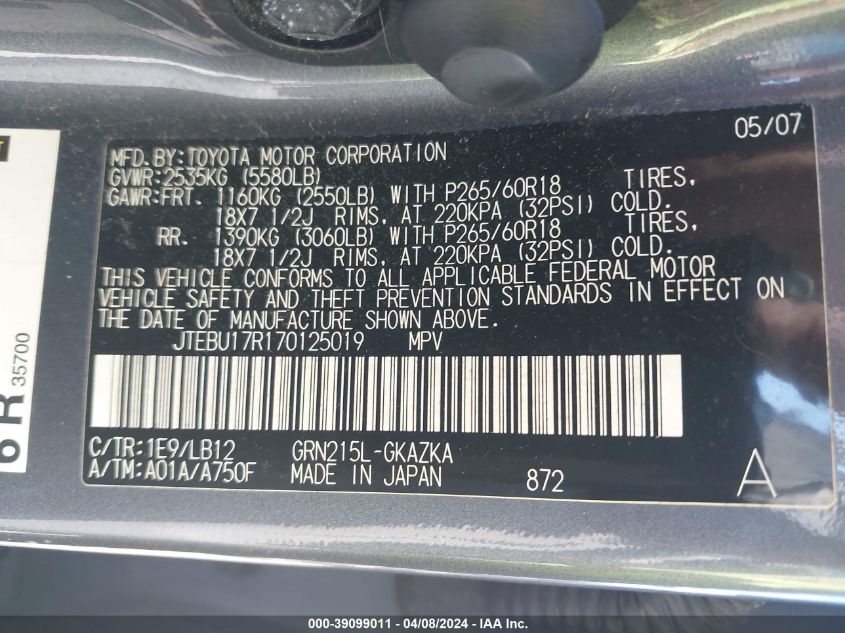 05/07
MFD. BY: TOYOTA MOTOR CORPORATION
GVWR: 2535KG (5580LB)
GAWR: FRT. 1160KG (2550LB) WITH P265/60R18 TIRES,
18X7 1/2J RIMS, AT 220KPA (32PSI) COLD.
RR. 1390KG (3060LB) WITH P265/60R18 TIRES,
18X7 1/2J RIMS, AT 220KPA (32PSI) COLD.
THIS VEHICLE CONFORMS TO ALL APPLICABLE FEDERAL MOTOR
VEHICLE SAFETY AND THEFT PREVENTION STANDARDS IN EFFECT ON
THE DATE OF MANUFACTURE SHOWN ABOVE.
JTEBU17R170125019 MPV
C/TR: 1E9/LB12 GRN215L-GKAZKA
A/TM: A01A/A750F MADE IN JAPAN 872 A
R 35700
000-39099011 - 04/08/2024 - IAA Inc.